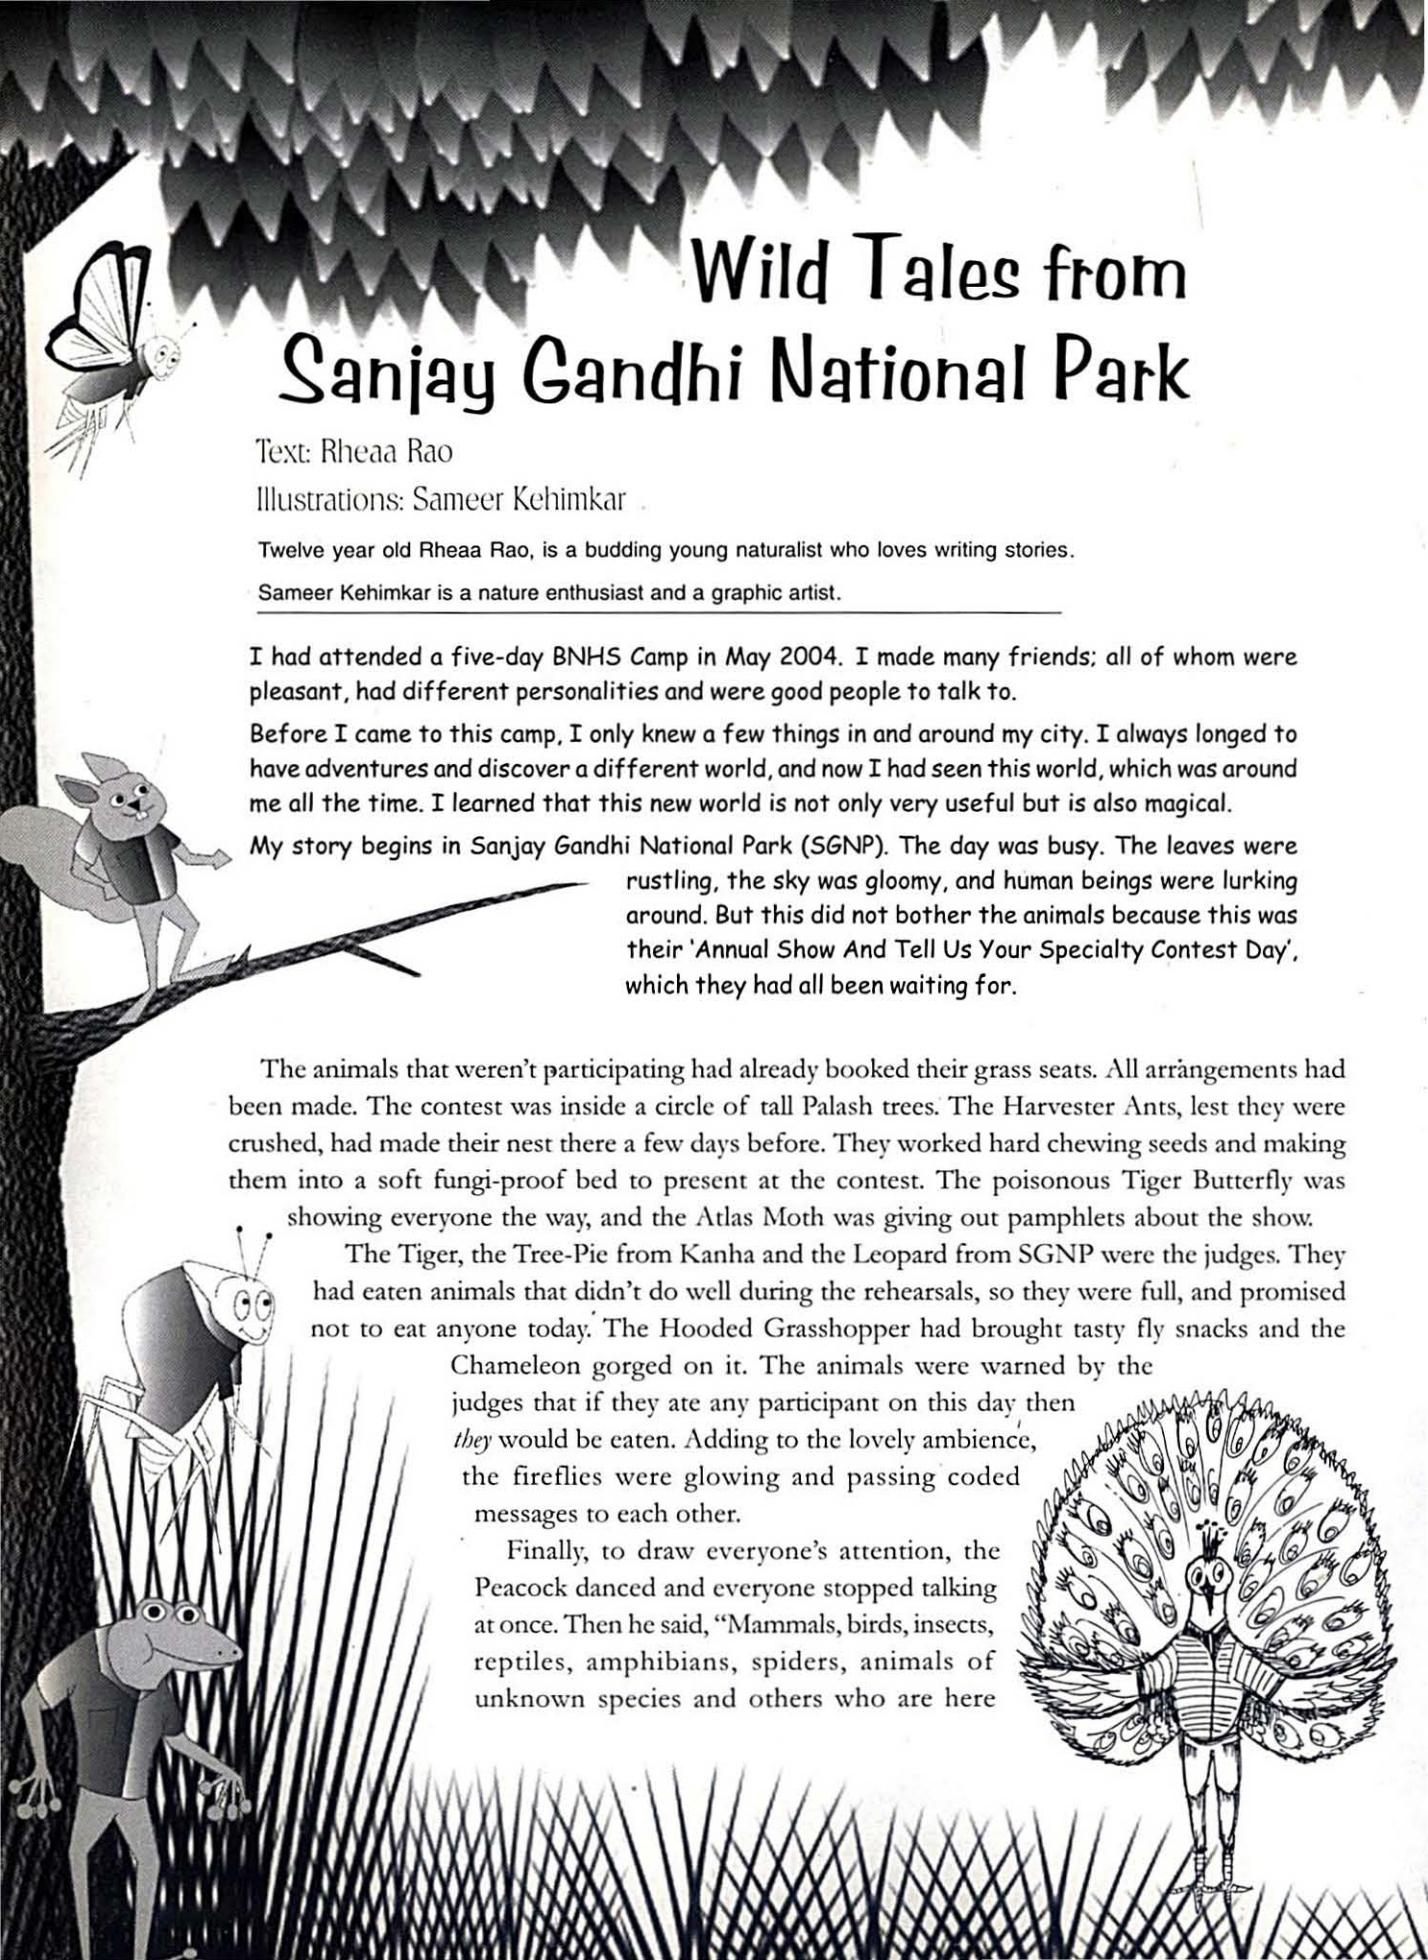 Wild Tales from
Sanjay Gandhi National Park
Text: Rheaa Rao
Illustrations: Sameer Kehimkar
Twelve year old Rheaa Rao, is a budding young naturalist who loves writing stories.
Sameer Kehimkar is a nature enthusiast and a graphic artist.
I had attended a five-day BNHS Camp in May 2004. I made many friends; all of whom were
pleasant, had different personalities and were good people to talk to.
Before I came to this camp, I only knew a few things in and around my city. I always longed to
have adventures and discover a different world, and now I had seen this world, which was around
me all the time. I learned that this new world is not only very useful but is also magical.
My story begins in Sanjay Gandhi National Park (SGNP). The day was busy. The leaves were
rustling, the sky was gloomy, and human beings were lurking
around. But this did not bother the animals because this was
their 'Annual Show And Tell Us Your Specialty Contest Day',
which they had all been waiting for.
The animals that weren't participating had already booked their grass seats. All arrangements had
been made. The contest was inside a circle of tall Palash trees. The Harvester Ants, lest they were
crushed, had made their nest there a few days before. They worked hard chewing seeds and making
them into a soft fungi-proof bed to present at the contest. The poisonous Tiger Butterfly was
showing everyone the way, and the Atlas Moth was giving out pamphlets about the show.
The Tiger, the Tree-Pie from Kanha and the Leopard from SGNP were the judges. They
had eaten animals that didn't do well during the rehearsals, so they were full, and promised
not to eat anyone today. The Hooded Grasshopper had brought tasty fly snacks and the
Chameleon gorged on it. The animals were warned by the
judges that if they ate any participant on this day then
they would be eaten. Adding to the lovely ambience,
the fireflies were glowing and passing coded
messages to each other.
Finally, to draw everyone's attention, the
Peacock danced and everyone stopped talking
at once. Then he said, "Mammals, birds, insects,
reptiles, amphibians, spiders, animals of
unknown species and others who are here